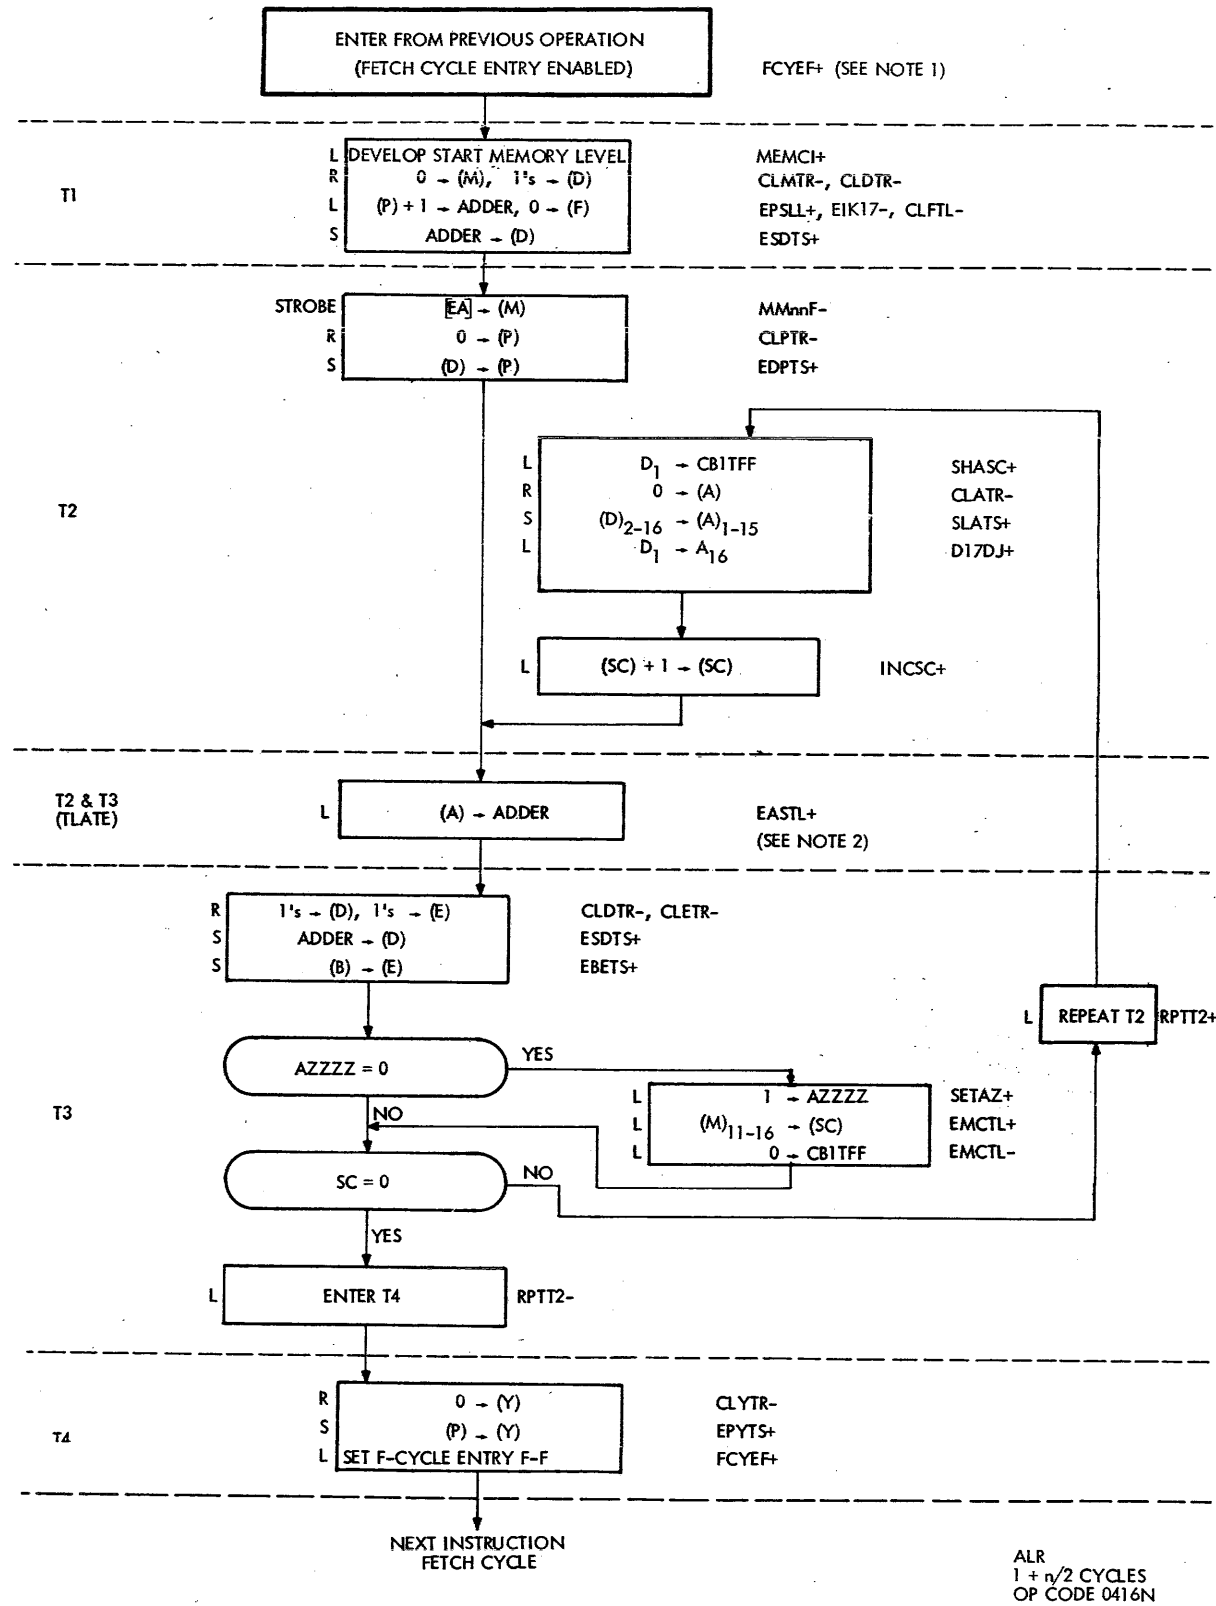 ENTER FROM PREVIOUS OPERATION
(FETCH CYCLE ENTRY ENABLED)
FCYEF+ (SEE NOTE 1)
T1
L DEVELOP START MEMORY LEVEL MEMCI+
R 0 → (M), 1's → (D) CLMTR-, CLDTR-
L (P) + 1 → ADDER, 0 → (F) EPSLL+, EIK17-, CLFTL-
S ADDER → (D) ESDTS+
STROBE [EA] → (M) MMnnF-
R 0 → (P) CLPTR-
S (D) → (P) EDPTS+
T2
L D1 → CB1TFF SHASC+
R 0 → (A) CLATR-
S (D)2-16 → (A)1-15 SLATS+
L D1 → A16 D17DJ+
L (SC) + 1 → (SC) INCSC+
T2 & T3
(TLATE)
L (A) → ADDER EASTL+
(SEE NOTE 2)
R 1's → (D), 1's → (E) CLDTR-, CLETR-
S ADDER → (D) ESDTS+
S (B) → (E) EBETS+
L REPEAT T2 RPTT2+
T3
AZZZZ = 0
YES
NO
L 1 → AZZZZ SETAZ+
L (M)11-16 → (SC) EMCTL+
L 0 → CB1TFF EMCTL-
SC = 0
NO
YES
L ENTER T4 RPTT2-
T4
R 0 → (Y) CLYTR-
S (P) → (Y) EPYTS+
L SET F-CYCLE ENTRY F-F FCYEF+
NEXT INSTRUCTION
FETCH CYCLE
ALR
1 + n/2 CYCLES
OP CODE 0416N